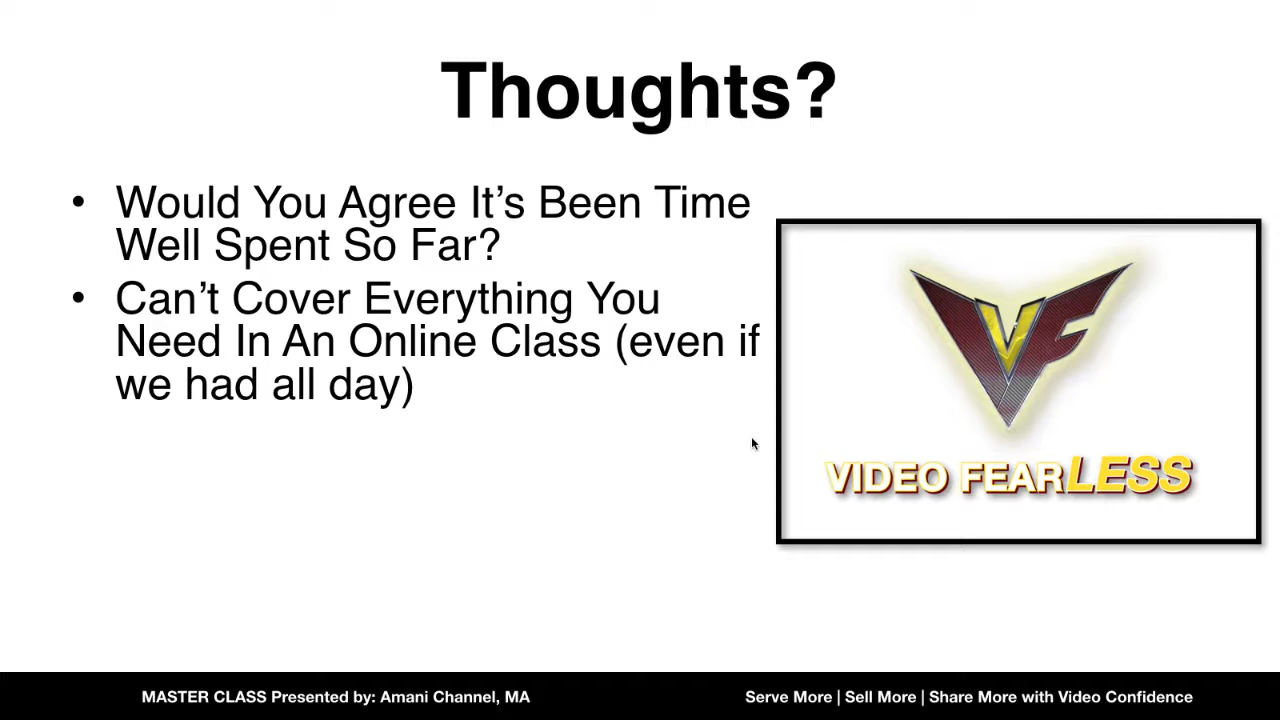 Thoughts?
• Would You Agree It’s Been Time
Well Spent So Far?
• Can’t Cover Everything You
Need In An Online Class (even if
we had all day)
VF
VIDEO FEARLESS
MASTER CLASS Presented by: Amani Channel, MA
Serve More | Sell More | Share More with Video Confidence